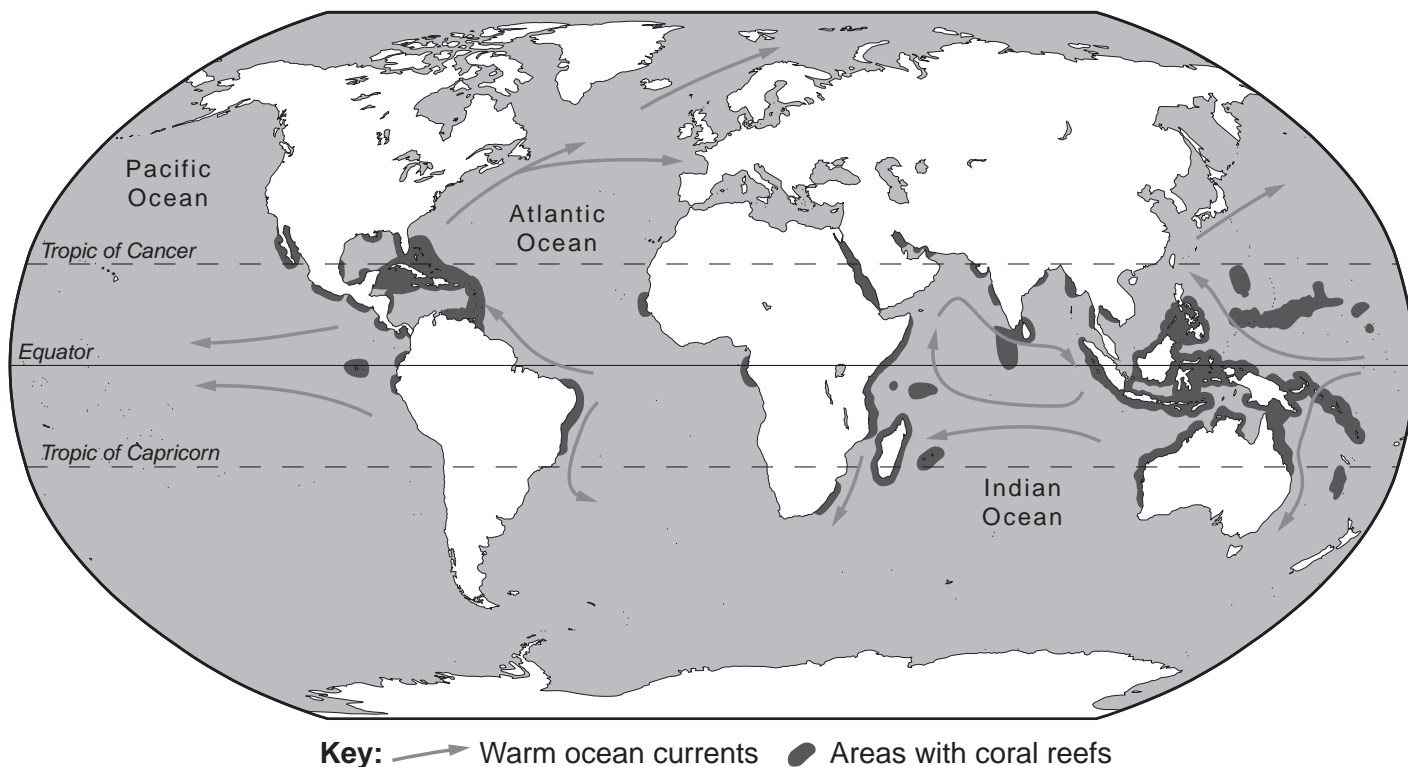 Pacific
Ocean
Atlantic
Ocean
Tropic of Cancer
Equator
Tropic of Capricorn
Indian
Ocean
Key: Warm ocean currents Areas with coral reefs